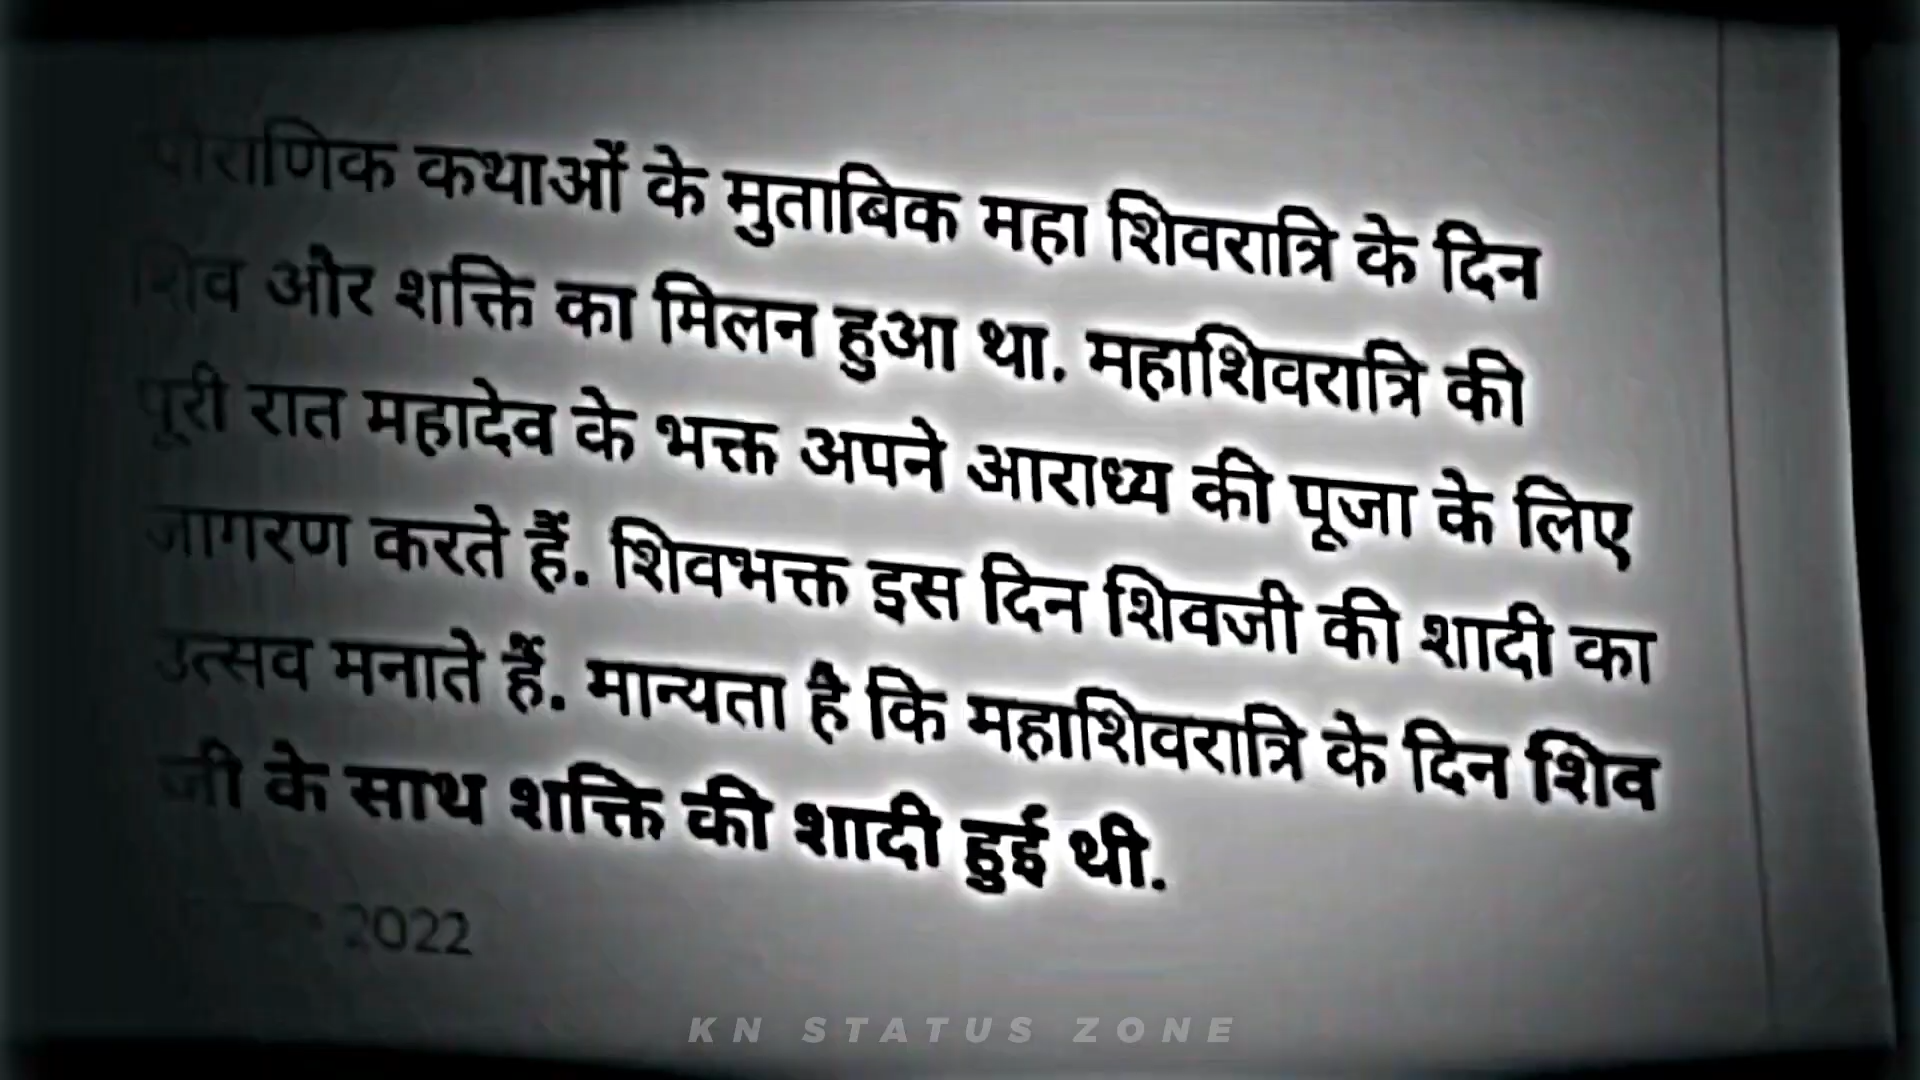 पौराणिक कथाओं के मुताबिक महा शिवरात्रि के दिन
शिव और शक्ति का मिलन हुआ था. महाशिवरात्रि की
पूरी रात महादेव के भक्त अपने आराध्य की पूजा के लिए
जागरण करते हैं. शिवभक्त इस दिन शिवजी की शादी का
उत्सव मनाते हैं. मान्यता है कि महाशिवरात्रि के दिन शिव
जी के साथ शक्ति की शादी हुई थी.
2022
KN STATUS ZONE